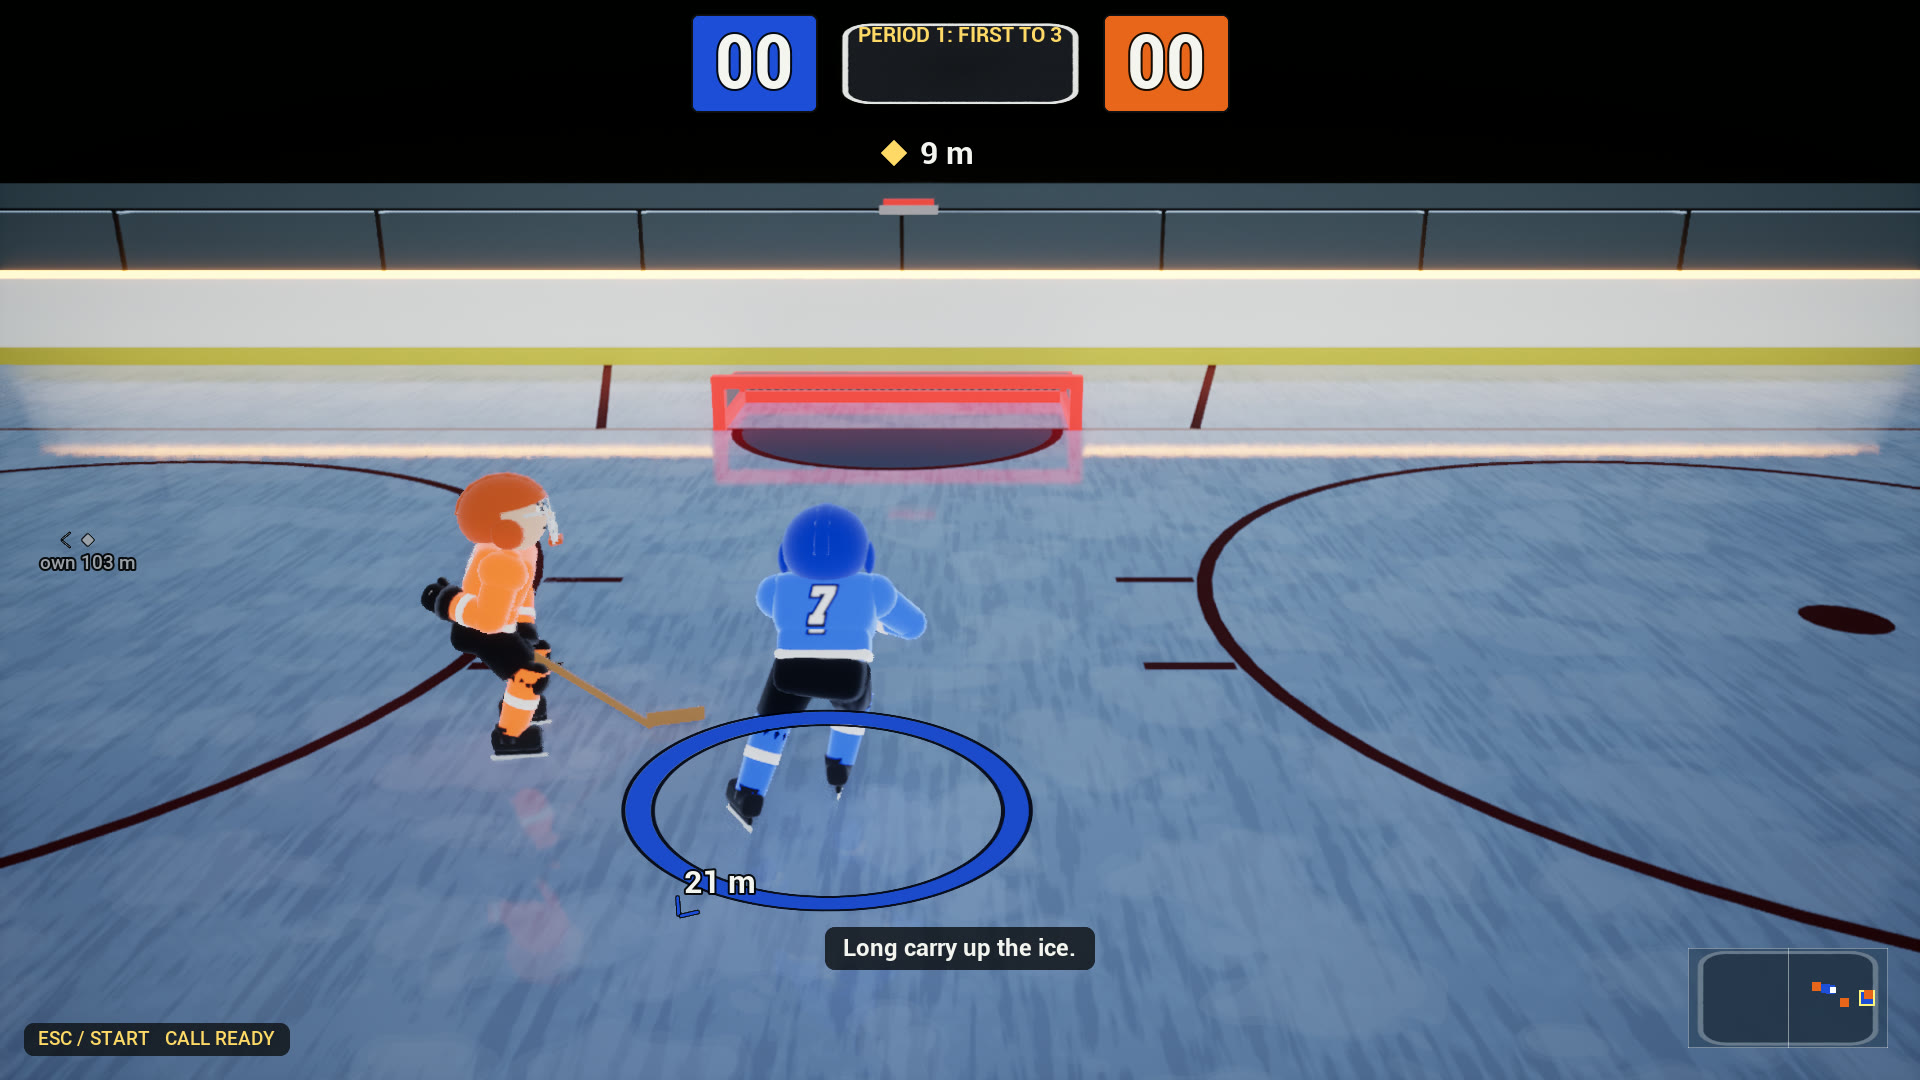 00
PERIOD 1: FIRST TO 3
00
9 m
own 103 m
7
21 m
Long carry up the ice.
ESC / START CALL READY